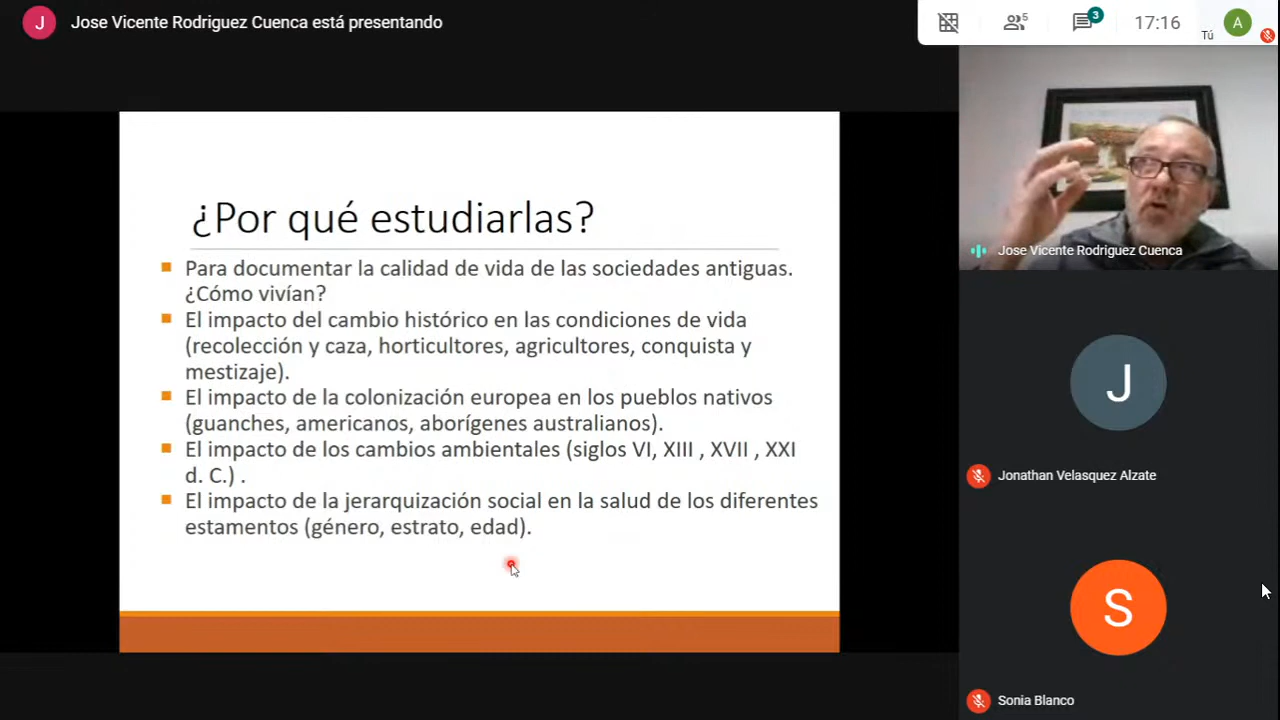 J
Jose Vicente Rodriguez Cuenca está presentando
5
3
17:16
Tú
A
¿Por qué estudiarlas?
Para documentar la calidad de vida de las sociedades antiguas.
¿Cómo vivían?
El impacto del cambio histórico en las condiciones de vida
(recolección y caza, horticultores, agricultores, conquista y
mestizaje).
El impacto de la colonización europea en los pueblos nativos
(guanches, americanos, aborígenes australianos).
El impacto de los cambios ambientales (siglos VI, XIII , XVII , XXI
d. C.) .
El impacto de la jerarquización social en la salud de los diferentes
estamentos (género, estrato, edad).
Jose Vicente Rodriguez Cuenca
J
Jonathan Velasquez Alzate
S
Sonia Blanco